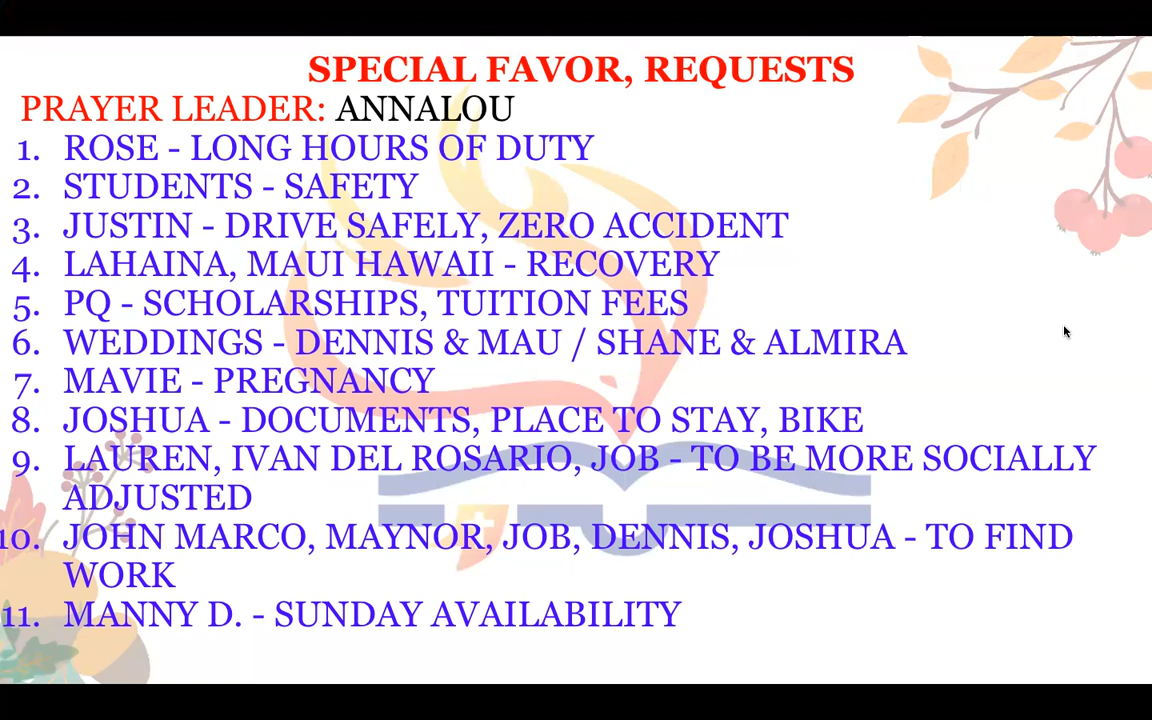 SPECIAL FAVOR, REQUESTS
PRAYER LEADER: ANNALOU
1. ROSE - LONG HOURS OF DUTY
2. STUDENTS - SAFETY
3. JUSTIN - DRIVE SAFELY, ZERO ACCIDENT
4. LAHAINA, MAUI HAWAII - RECOVERY
5. PQ - SCHOLARSHIPS, TUITION FEES
6. WEDDINGS - DENNIS & MAU / SHANE & ALMIRA
7. MAVIE - PREGNANCY
8. JOSHUA - DOCUMENTS, PLACE TO STAY, BIKE
9. LAUREN, IVAN DEL ROSARIO, JOB - TO BE MORE SOCIALLY
ADJUSTED
10. JOHN MARCO, MAYNOR, JOB, DENNIS, JOSHUA - TO FIND
WORK
11. MANNY D. - SUNDAY AVAILABILITY